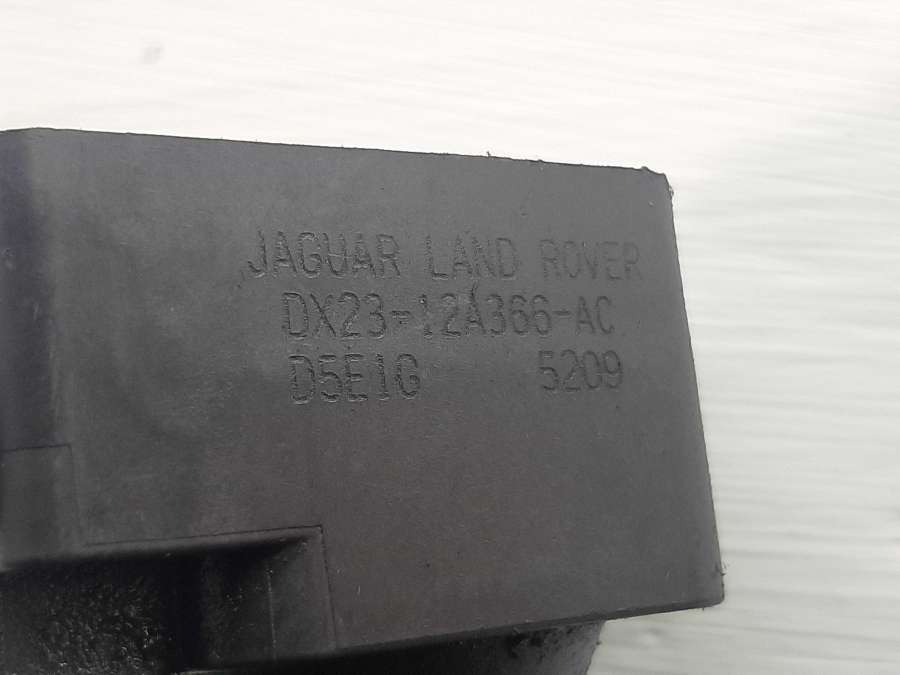 JAGUAR LAND ROVER
DX23-12A366-AC
D5E1G 5209